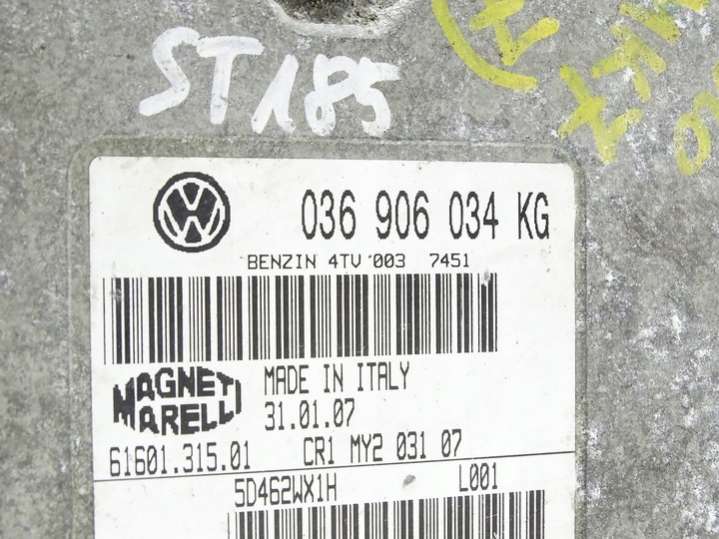 ST185
036 906 034 KG
BENZIN 4TV 003 7451
MAGNETI
MARELLI
MADE IN ITALY
31.01.07
61601.315.01 CR1 MY2 031 07
5D462WX1H L001